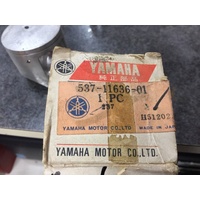 YAMAHA
純正部品
537-11636-01
1 PC
237
H51202
YAMAHA MOTOR CO.,LTD.
MADE IN JAPAN
YAMAHA MOTOR CO.,LTD.